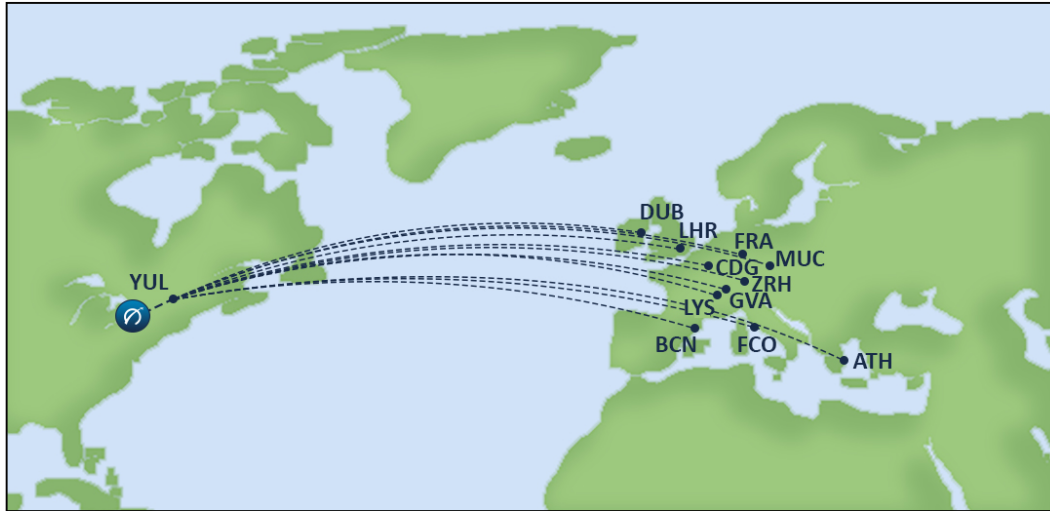 DUB
LHR
FRA
MUC
CDG
ZRH
YUL
GVA
LYS
BCN
FCO
ATH